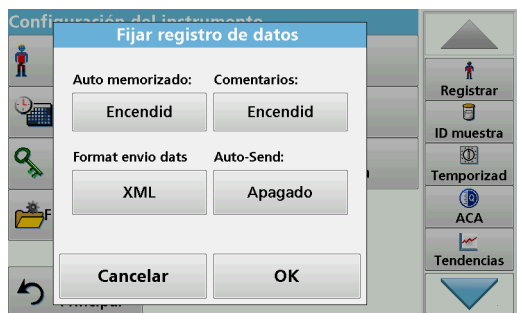 Configuración del instrumento
Fijar registro de datos
Auto memorizado:
Comentarios:
Encendid
Encendid
Format envio dats
Auto-Send:
XML
Apagado
Cancelar
OK
F
Principal
Registrar
ID muestra
Temporizad
ACA
Tendencias